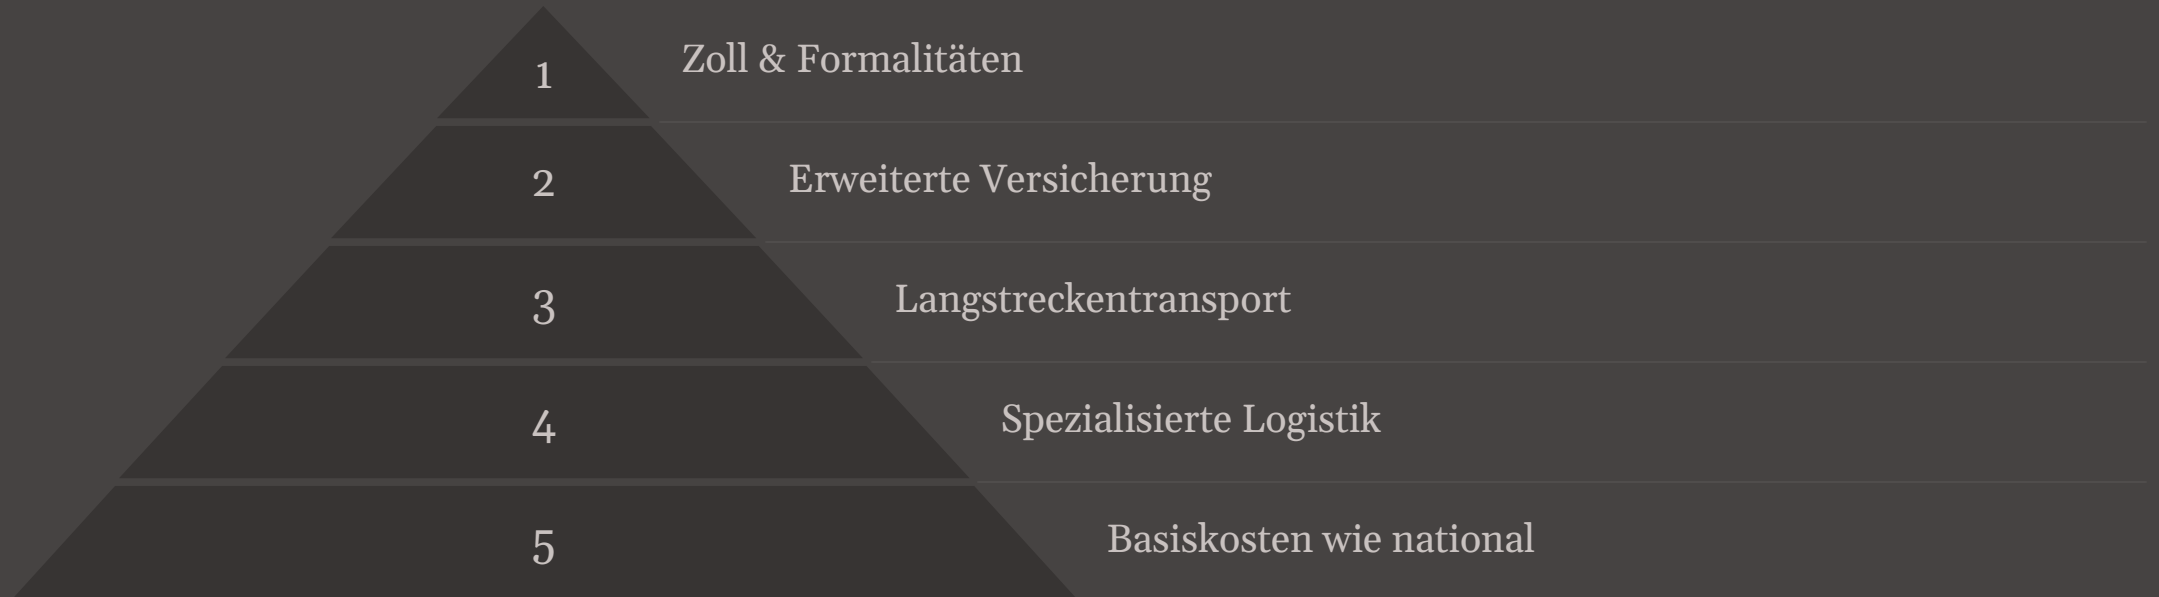 1
Zoll & Formalitäten
2
Erweiterte Versicherung
3
Langstreckentransport
4
Spezialisierte Logistik
5
Basiskosten wie national